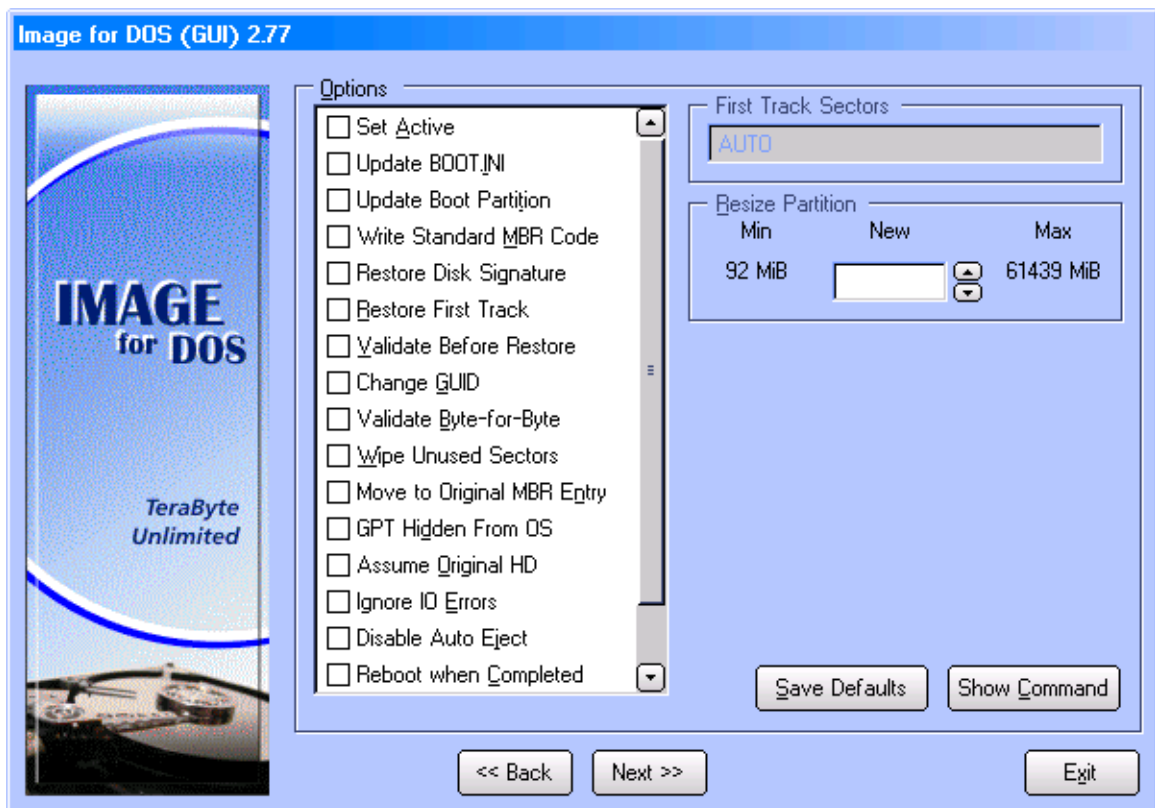 Image for DOS (GUI) 2.77
IMAGE
for DOS
TeraByte
Unlimited
Options
Set Active
Update BOOT.INI
Update Boot Partition
Write Standard MBR Code
Restore Disk Signature
Restore First Track
Validate Before Restore
Change GUID
Validate Byte-for-Byte
Wipe Unused Sectors
Move to Original MBR Entry
GPT Hidden From OS
Assume Original HD
Ignore IO Errors
Disable Auto Eject
Reboot when Completed
First Track Sectors
AUTO
Resize Partition
Min New Max
92 MiB 61439 MiB
Save Defaults Show Command
<< Back Next >> Exit